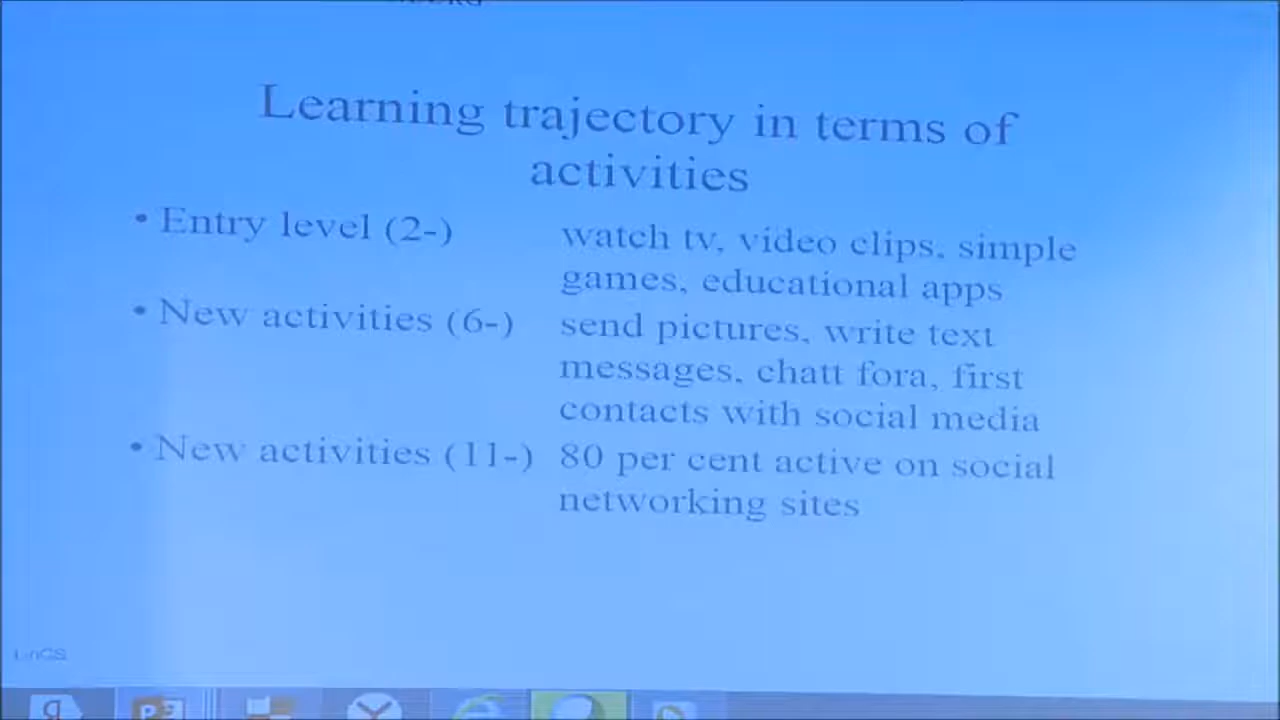 Learning trajectory in terms of
activities
• Entry level (2-) watch tv, video clips, simple
games, educational apps
• New activities (6-) send pictures, write text
messages, chatt fora, first
contacts with social media
• New activities (11-) 80 per cent active on social
networking sites
LinCS